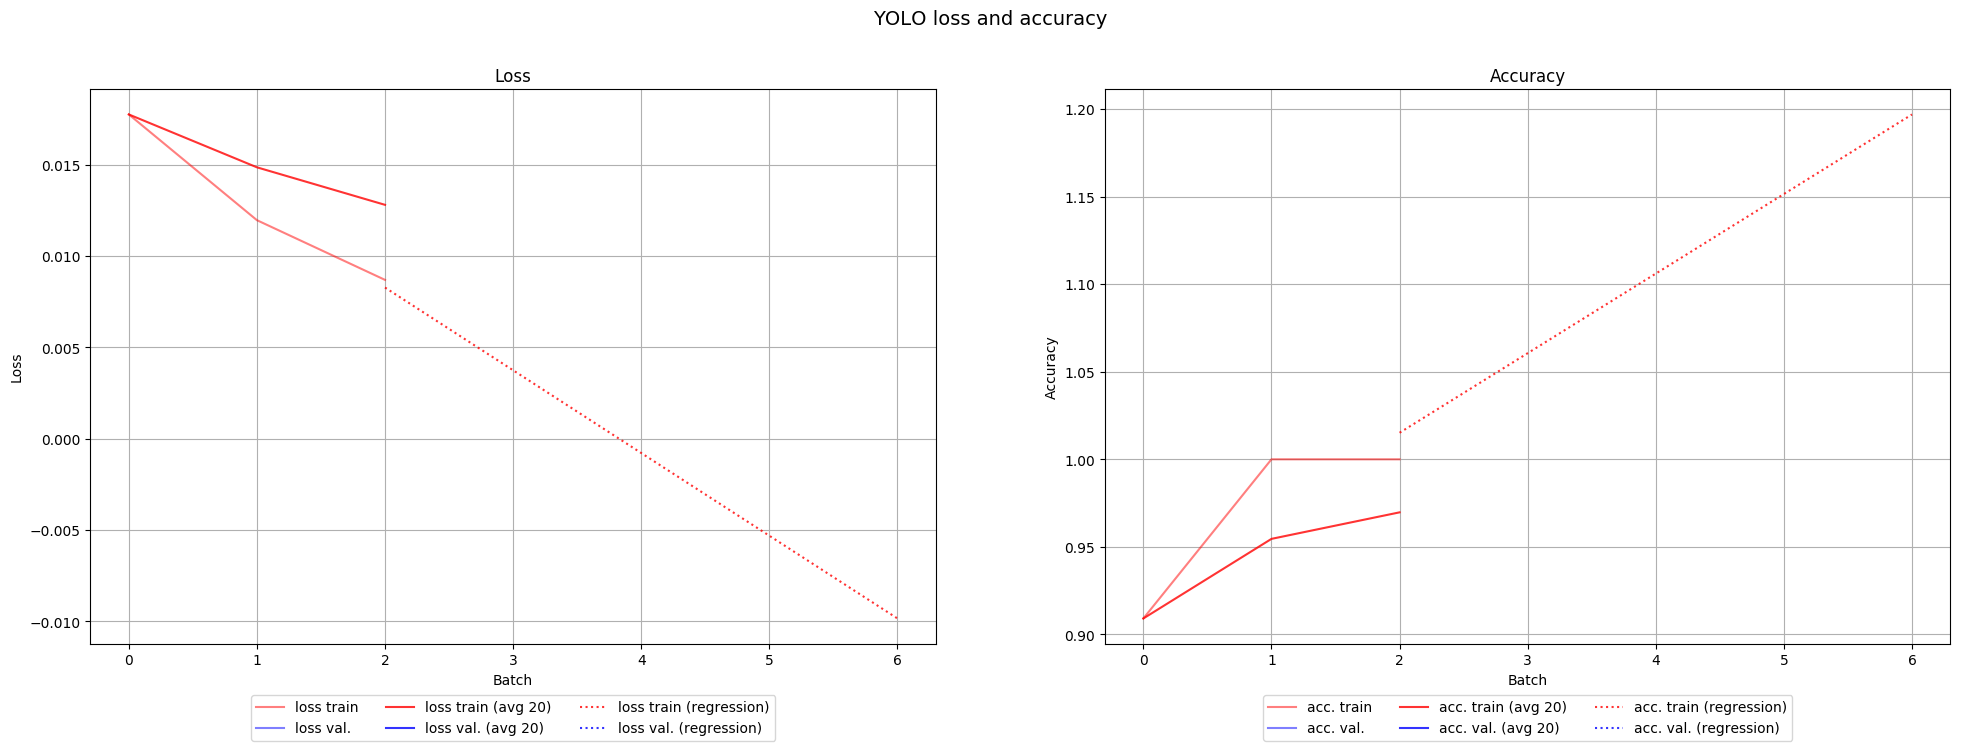 YOLO loss and accuracy
Loss
0.015
0.010
0.005
0.000
−0.005
−0.010
Loss
0 1 2 3 4 5 6
Batch
loss train loss train (avg 20) loss train (regression)
loss val. loss val. (avg 20) loss val. (regression)
Accuracy
1.20
1.15
1.10
1.05
1.00
0.95
0.90
Accuracy
0 1 2 3 4 5 6
Batch
acc. train acc. train (avg 20) acc. train (regression)
acc. val. acc. val. (avg 20) acc. val. (regression)